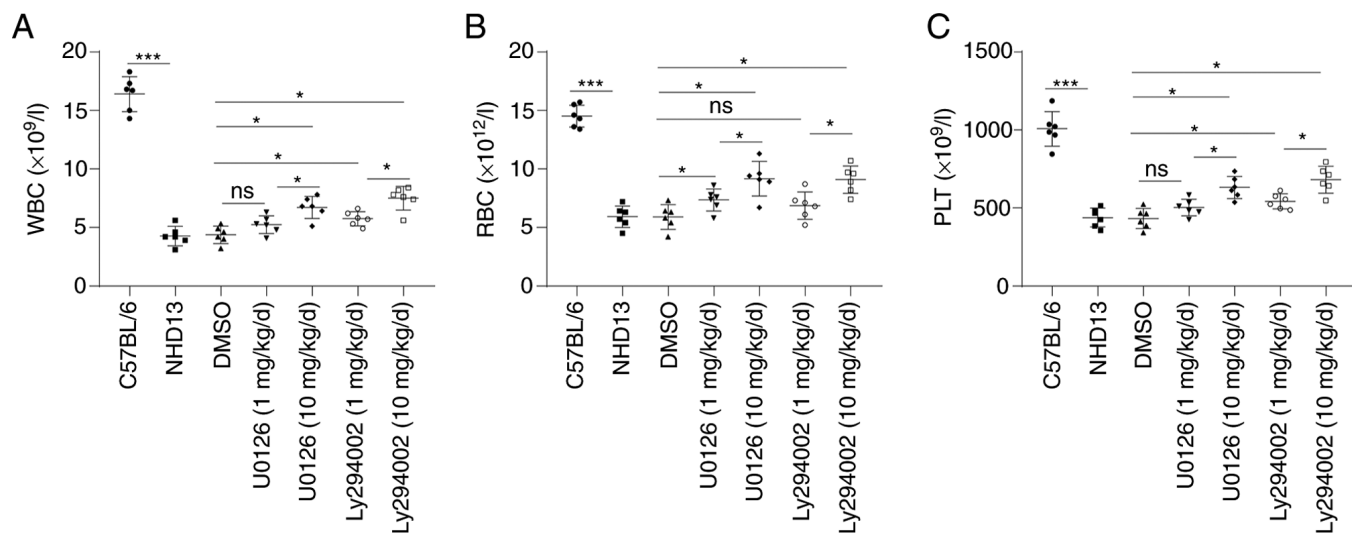 A
WBC (×10⁹/l)
20
15
10
5
0
***
*
*
*
*
ns
*
C57BL/6
NHD13
DMSO
U0126 (1 mg/kg/d)
U0126 (10 mg/kg/d)
Ly294002 (1 mg/kg/d)
Ly294002 (10 mg/kg/d)
B
RBC (×10¹²/l)
20
15
10
5
0
***
*
*
ns
*
*
*
C57BL/6
NHD13
DMSO
U0126 (1 mg/kg/d)
U0126 (10 mg/kg/d)
Ly294002 (1 mg/kg/d)
Ly294002 (10 mg/kg/d)
C
PLT (×10⁹/l)
1500
1000
500
0
***
*
*
*
*
ns
*
C57BL/6
NHD13
DMSO
U0126 (1 mg/kg/d)
U0126 (10 mg/kg/d)
Ly294002 (1 mg/kg/d)
Ly294002 (10 mg/kg/d)